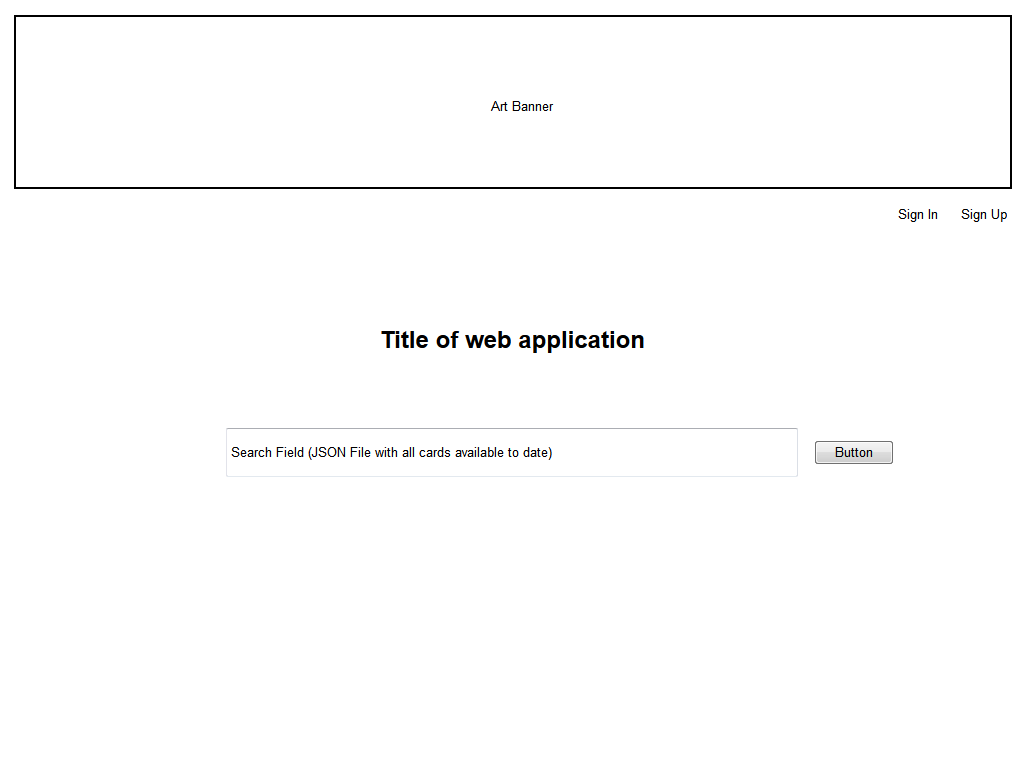 Art Banner
Sign In Sign Up
Title of web application
Search Field (JSON File with all cards available to date) Button